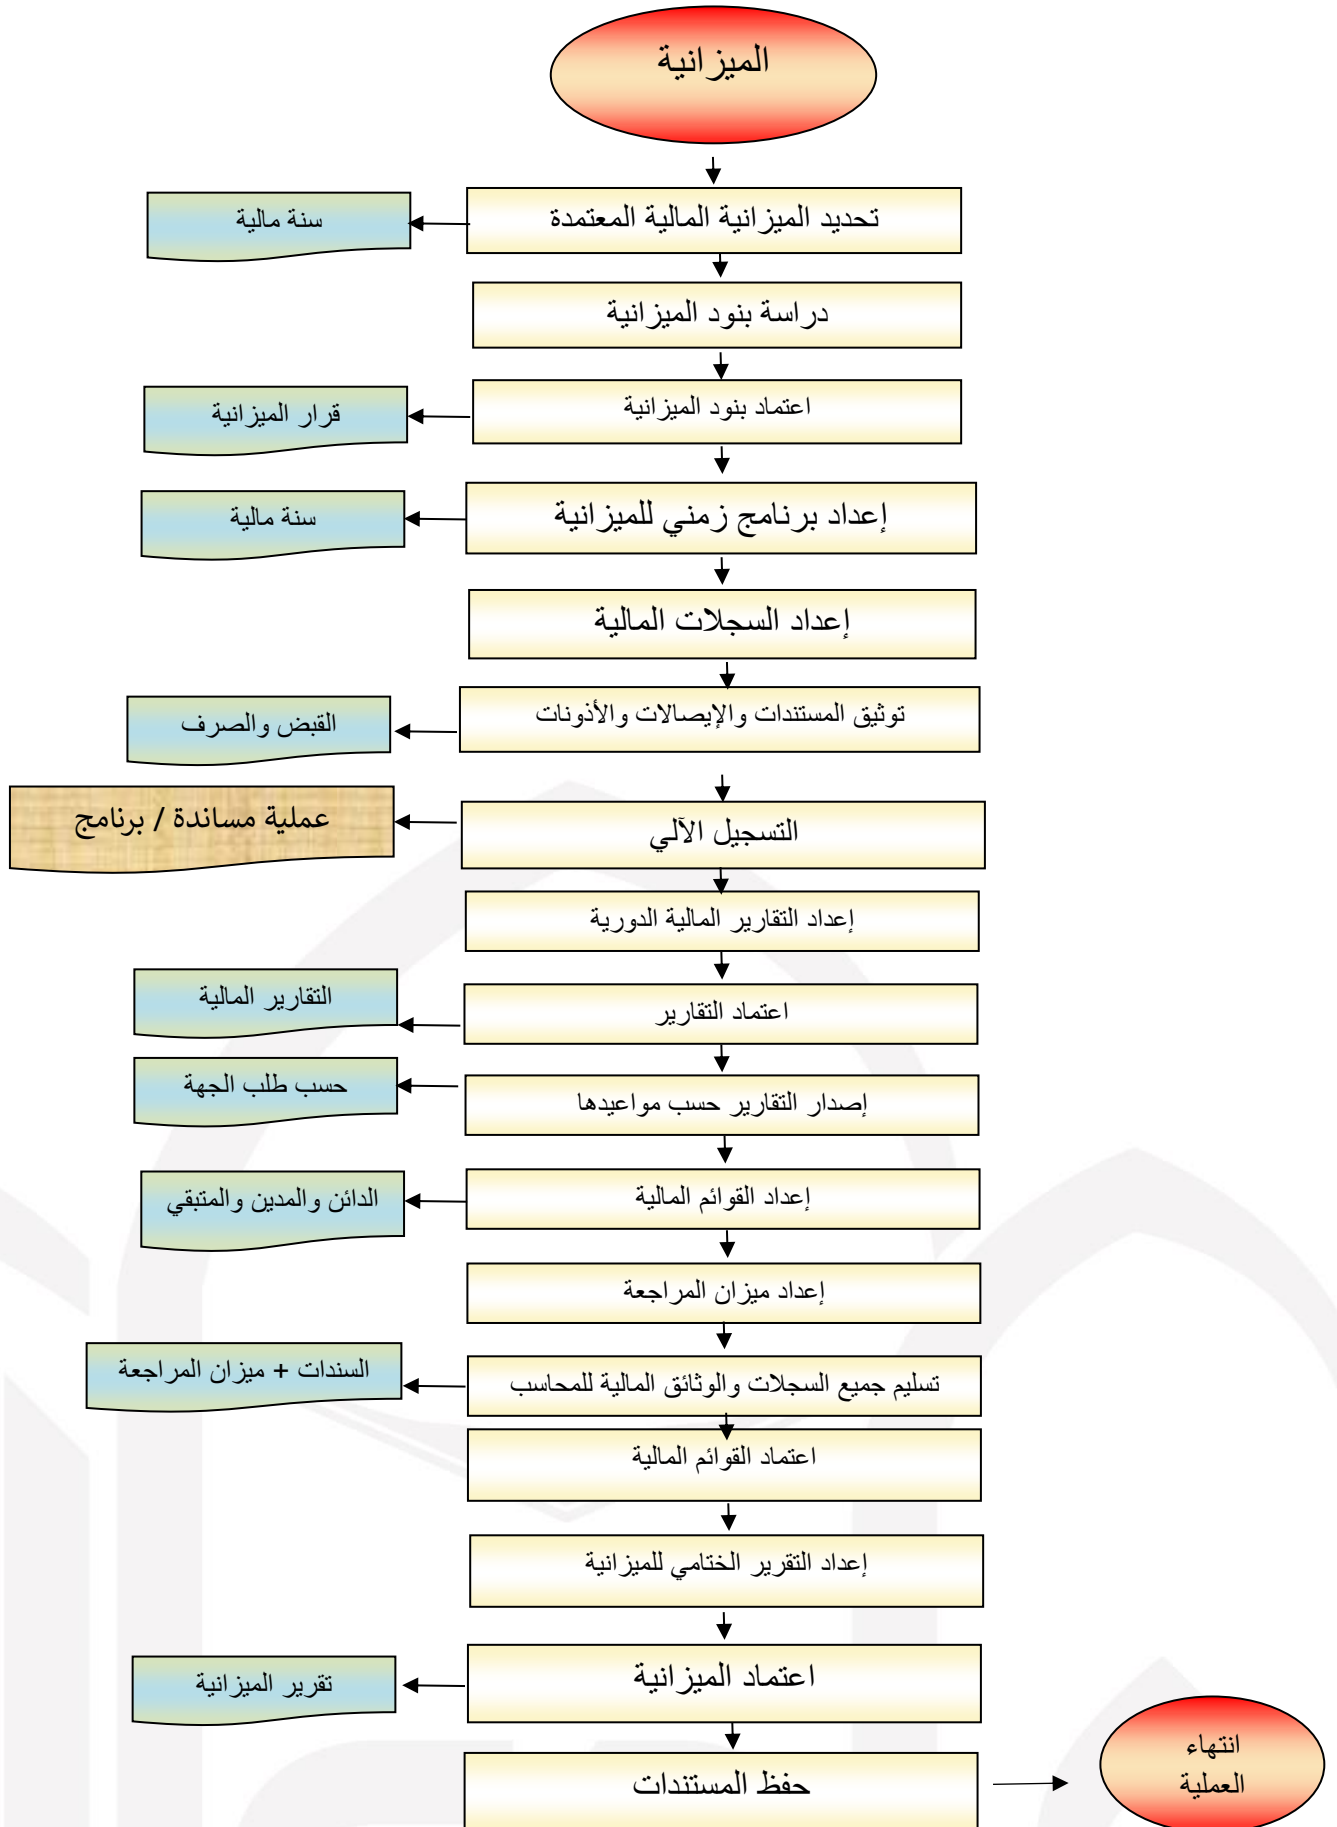 الميزانية
تحديد الميزانية المالية المعتمدة
سنة مالية
دراسة بنود الميزانية
اعتماد بنود الميزانية
قرار الميزانية
إعداد برنامج زمني للميزانية
سنة مالية
إعداد السجلات المالية
توثيق المستندات والإيصالات والأذونات
القبض والصرف
التسجيل الآلي
عملية مساندة / برنامج
إعداد التقارير المالية الدورية
اعتماد التقارير
التقارير المالية
إصدار التقارير حسب مواعيدها
حسب طلب الجهة
إعداد القوائم المالية
الدائن والمدين والمتبقي
إعداد ميزان المراجعة
تسليم جميع السجلات والوثائق المالية للمحاسب
السندات + ميزان المراجعة
اعتماد القوائم المالية
إعداد التقرير الختامي للميزانية
اعتماد الميزانية
تقرير الميزانية
حفظ المستندات
انتهاء
العملية